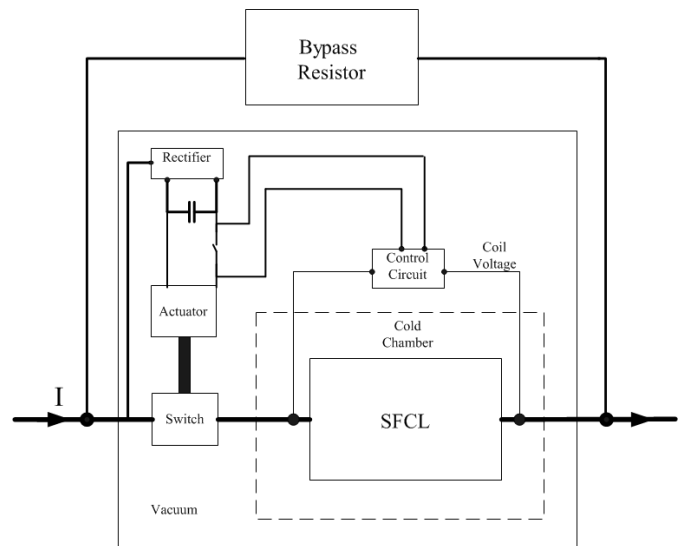 Bypass
Resistor
Rectifier
Control
Circuit
Coil
Voltage
Actuator
Cold
Chamber
I
Switch
SFCL
Vacuum